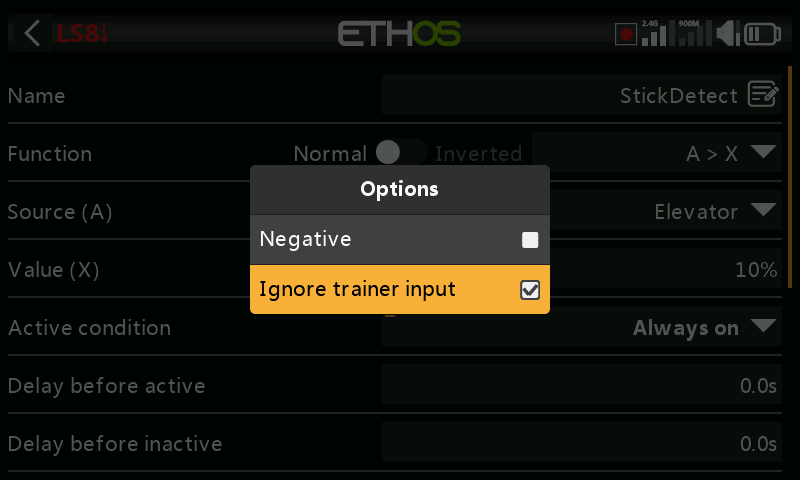 LS8
ETHOS
2.4G
900M
Name
StickDetect
Function
Normal
Inverted
A > X
Options
Source (A)
Elevator
Negative
Value (X)
10%
Ignore trainer input
Active condition
Always on
Delay before active
0.0s
Delay before inactive
0.0s